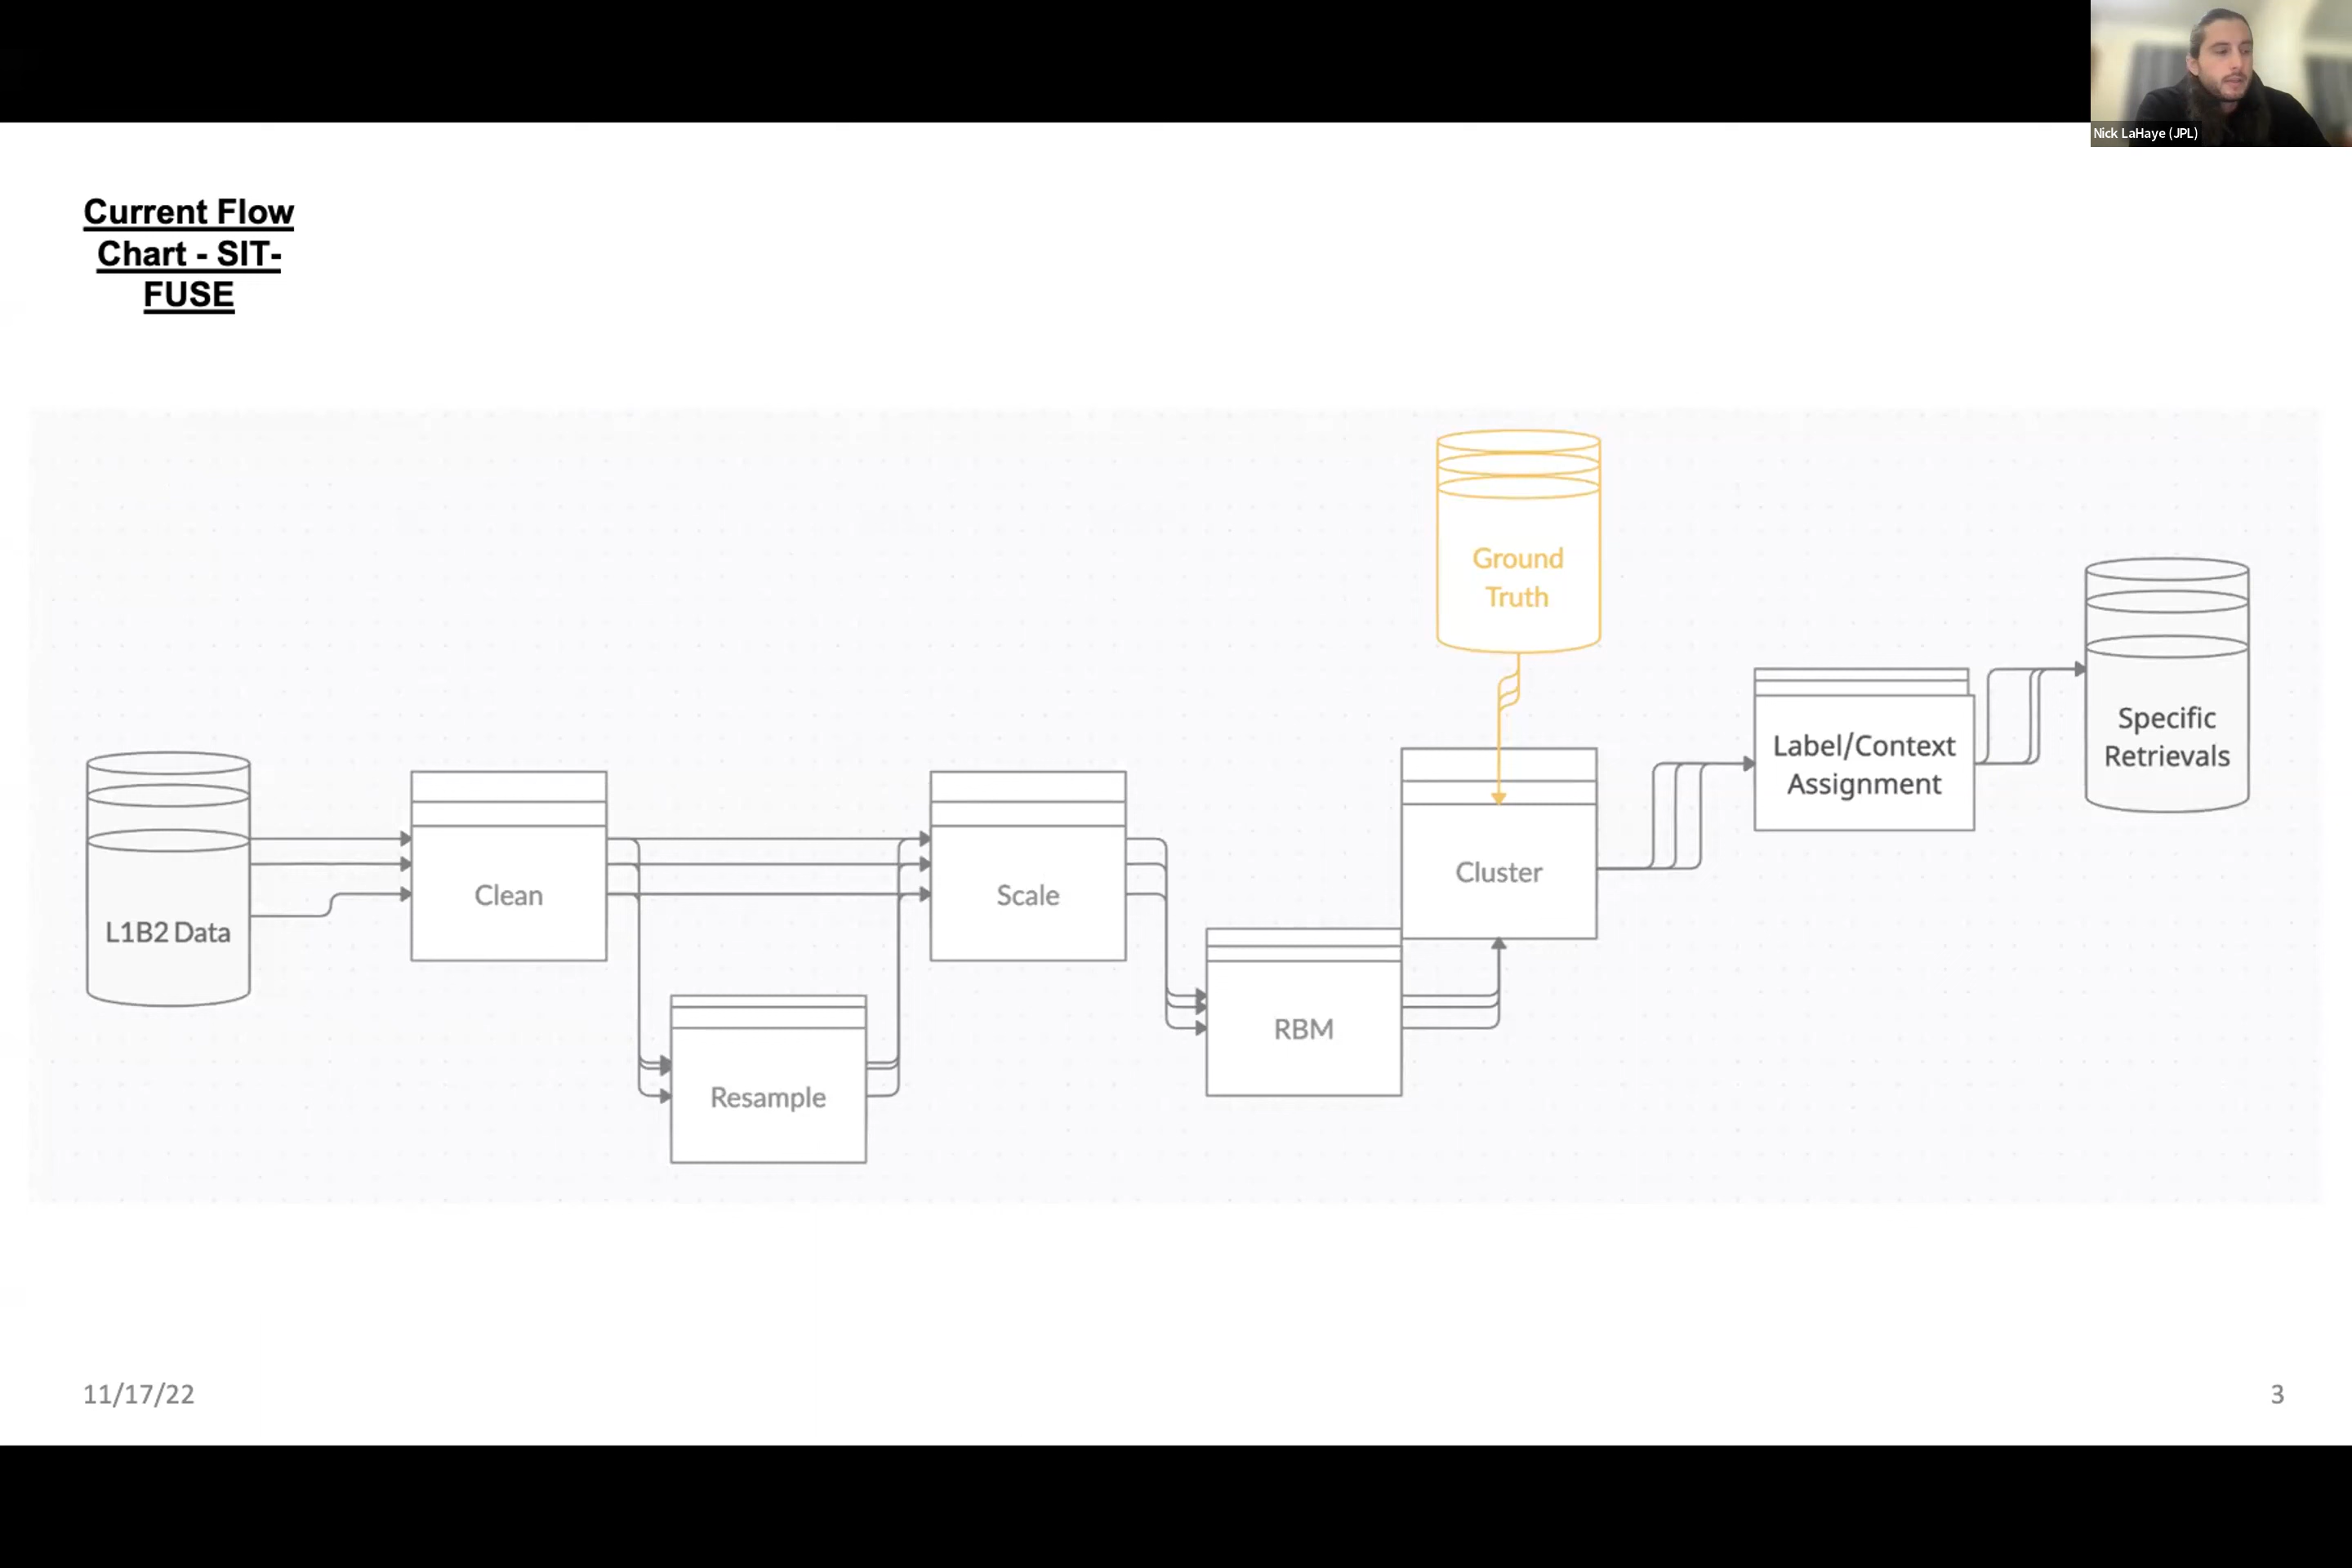 Nick LaHaye (JPL)
Current Flow
Chart - SIT-
FUSE
Ground
Truth
Specific
Retrievals
Label/Context
Assignment
Cluster
Clean
Scale
L1B2 Data
RBM
Resample
11/17/22
3